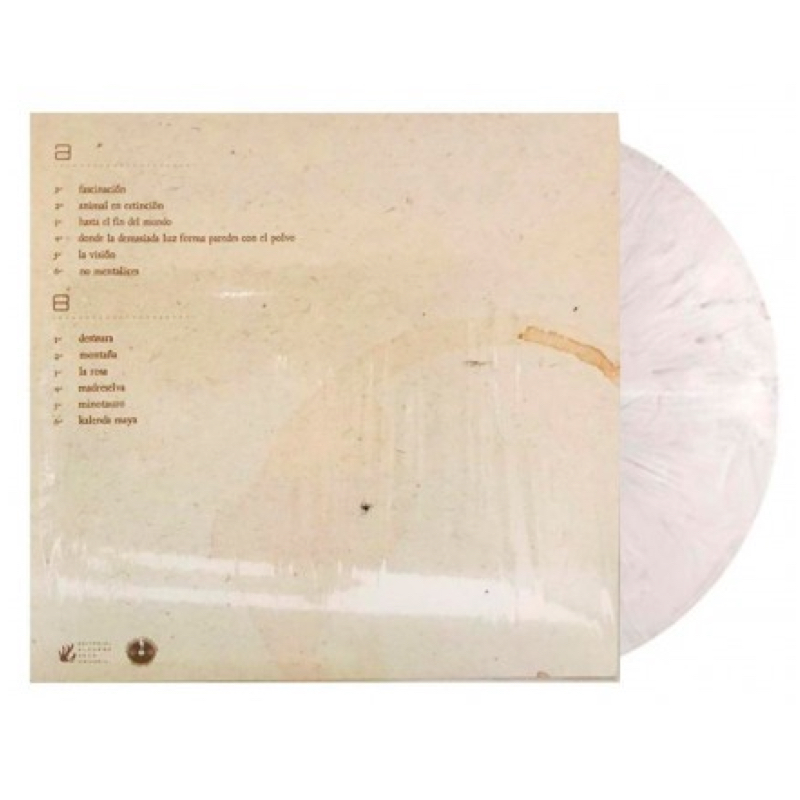 a
1· fascinación
2· animal en extinción
3· hasta el fin del mundo
4· donde la demasiada luz forma paredes con el polvo
5· la visión
6· no mentalices
B
1· desnuda
2· montaña
3· la rosa
4· madreselva
5· minotauro
6· kalenda maya